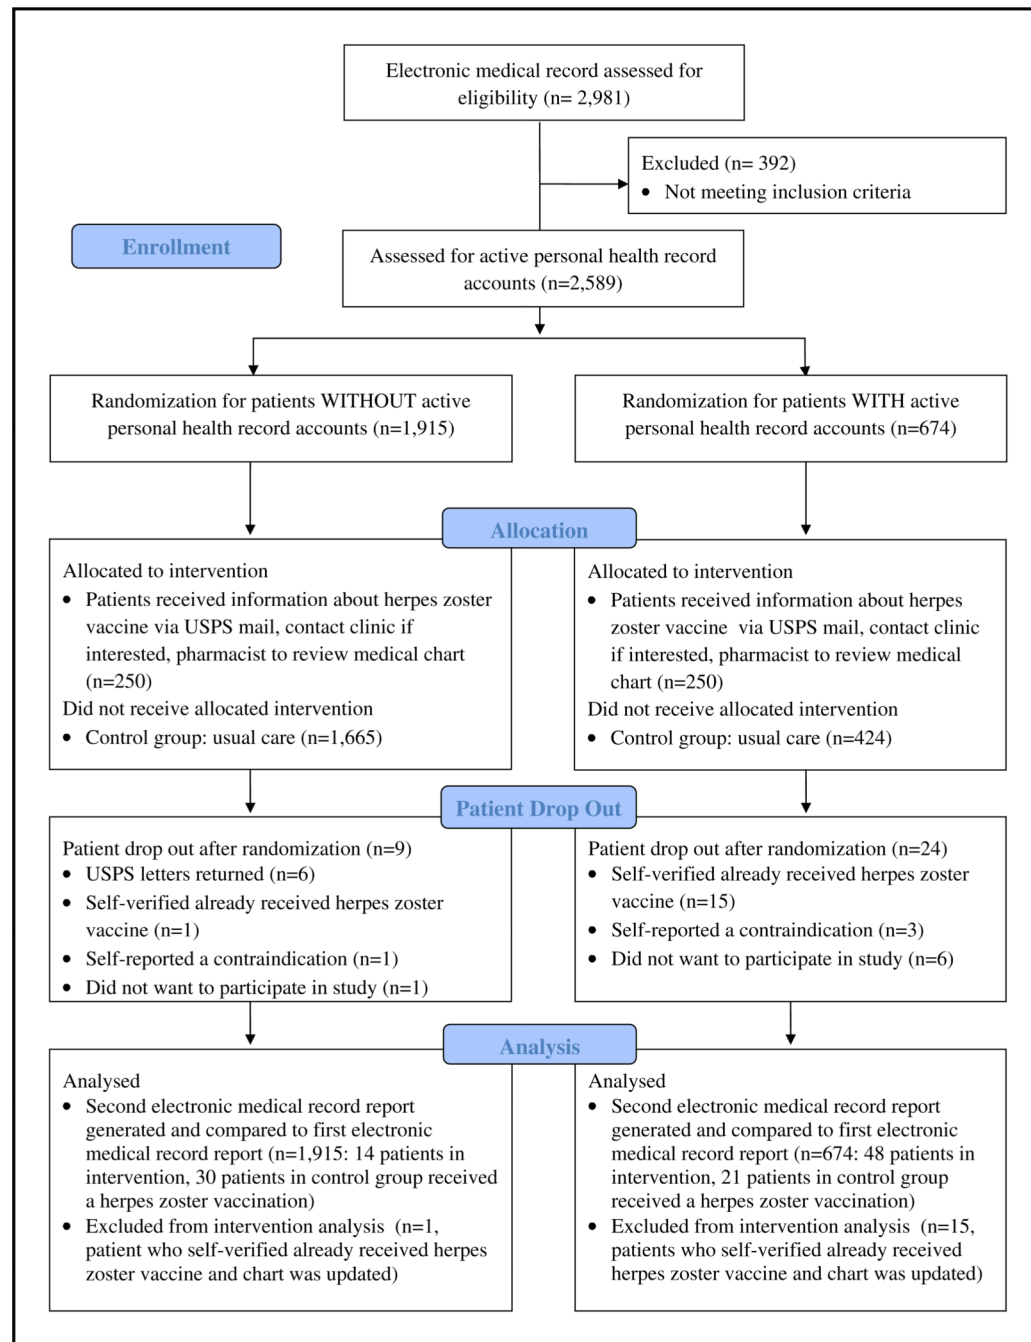 Electronic medical record assessed for
eligibility (n= 2,981)
Excluded (n= 392)
• Not meeting inclusion criteria
Enrollment
Assessed for active personal health record
accounts (n=2,589)
Randomization for patients WITHOUT active
personal health record accounts (n=1,915)
Randomization for patients WITH active
personal health record accounts (n=674)
Allocation
Allocated to intervention
• Patients received information about herpes zoster
vaccine via USPS mail, contact clinic if
interested, pharmacist to review medical chart
(n=250)
Did not receive allocated intervention
• Control group: usual care (n=1,665)
Allocated to intervention
• Patients received information about herpes
zoster vaccine via USPS mail, contact clinic
if interested, pharmacist to review medical
chart (n=250)
Did not receive allocated intervention
• Control group: usual care (n=424)
Patient Drop Out
Patient drop out after randomization (n=9)
• USPS letters returned (n=6)
• Self-verified already received herpes zoster
vaccine (n=1)
• Self-reported a contraindication (n=1)
• Did not want to participate in study (n=1)
Patient drop out after randomization (n=24)
• Self-verified already received herpes zoster
vaccine (n=15)
• Self-reported a contraindication (n=3)
• Did not want to participate in study (n=6)
Analysis
Analysed
• Second electronic medical record report
generated and compared to first electronic
medical record report (n=1,915: 14 patients in
intervention, 30 patients in control group received
a herpes zoster vaccination)
• Excluded from intervention analysis (n=1,
patient who self-verified already received herpes
zoster vaccine and chart was updated)
Analysed
• Second electronic medical record report
generated and compared to first electronic
medical record report (n=674: 48 patients in
intervention, 21 patients in control group
received a herpes zoster vaccination)
• Excluded from intervention analysis (n=15,
patients who self-verified already received
herpes zoster vaccine and chart was updated)